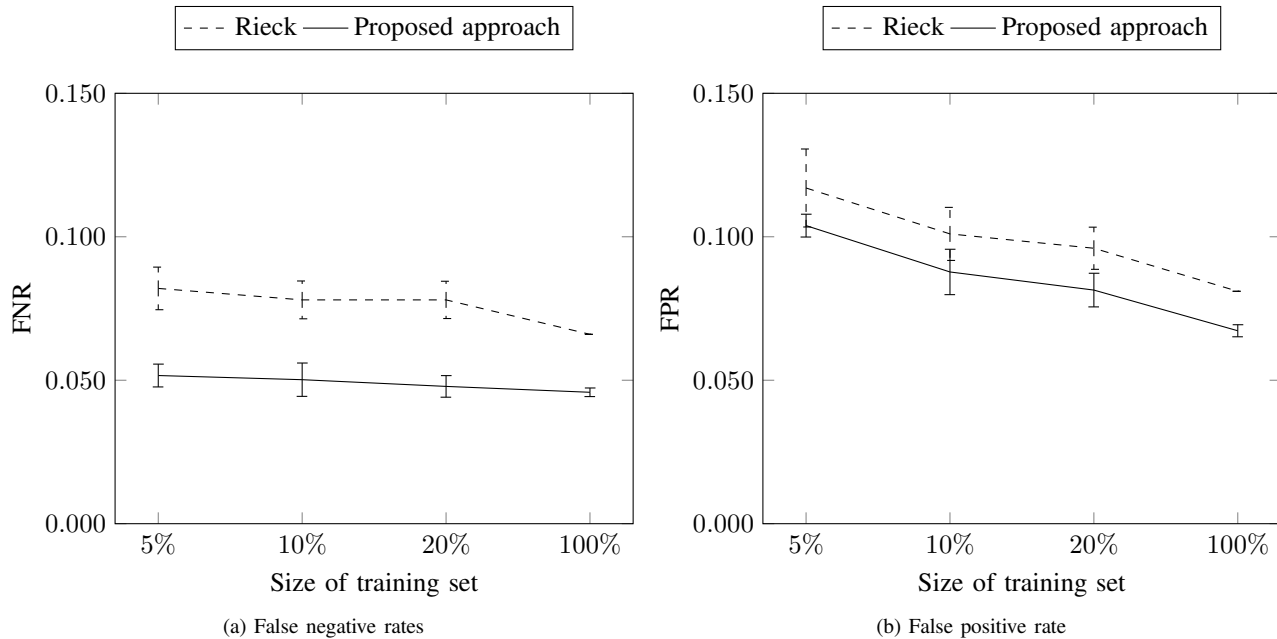 Rieck Proposed approach
0.150
0.100
0.050
0.000
FNR
5% 10% 20% 100%
Size of training set
(a) False negative rates
Rieck Proposed approach
0.150
0.100
0.050
0.000
FPR
5% 10% 20% 100%
Size of training set
(b) False positive rate